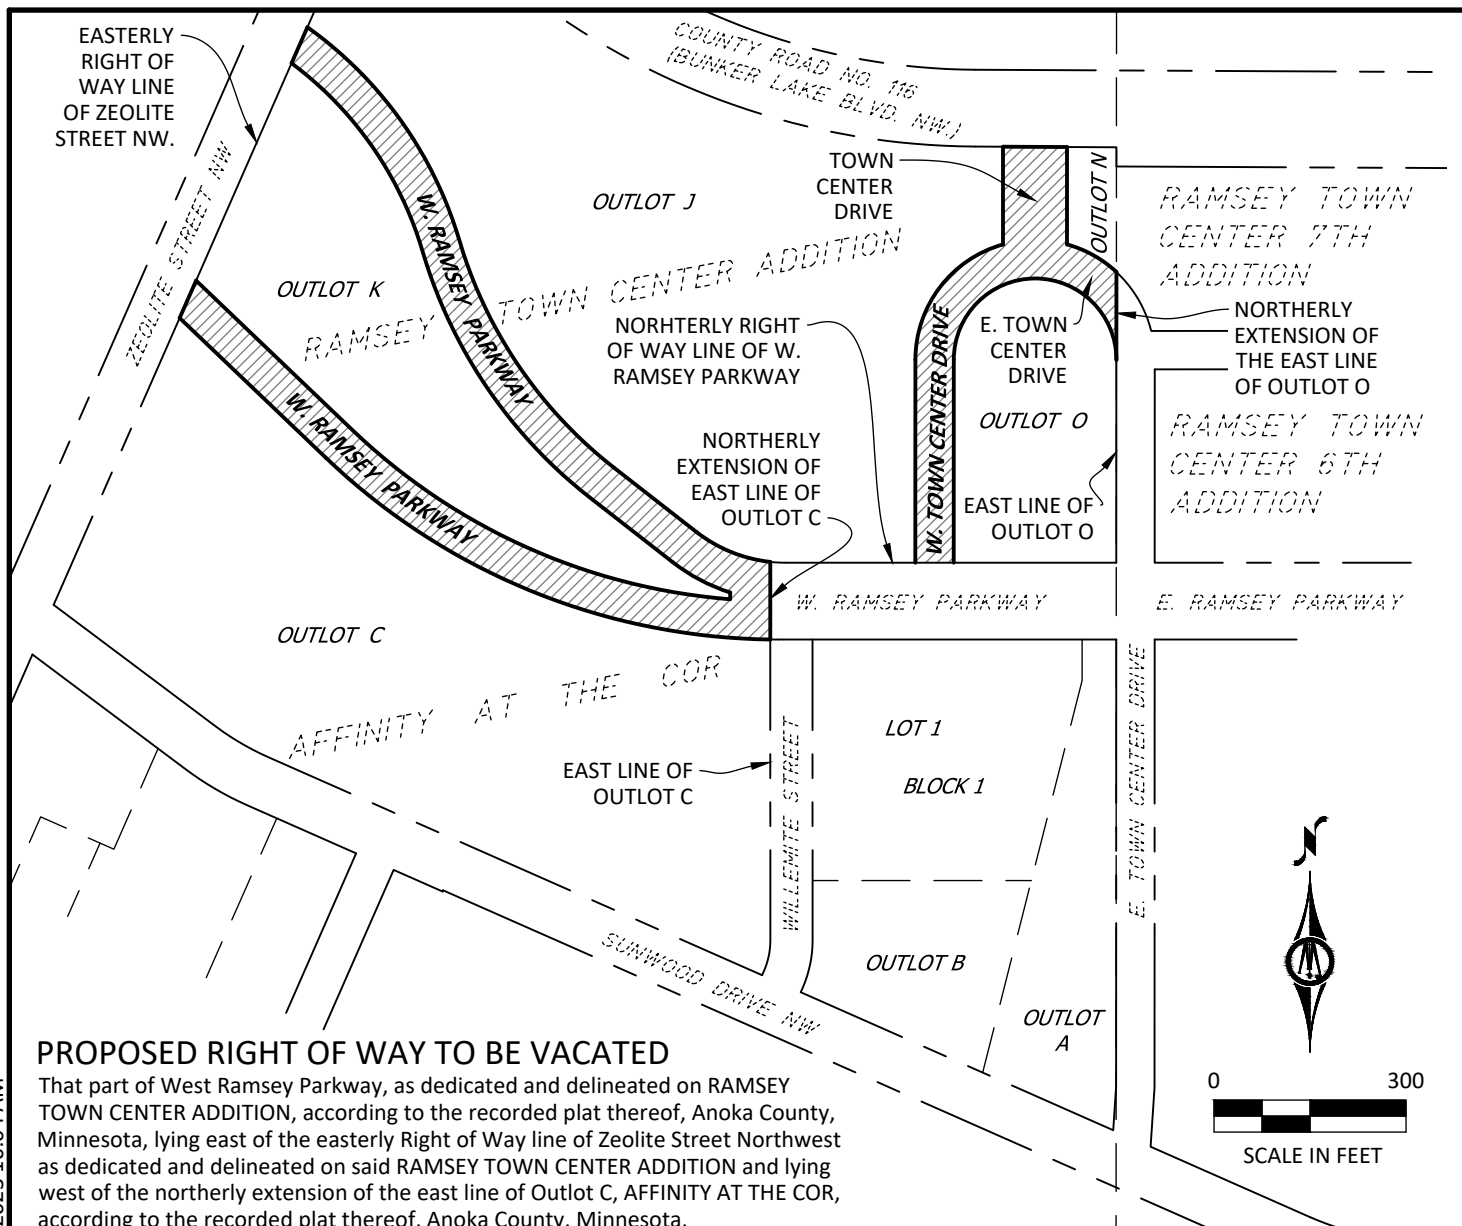 EASTERLY
RIGHT OF
WAY LINE
OF ZEOLITE
STREET NW.
COUNTY ROAD NO. 116
(BUNKER LAKE BLVD. NW.)
ZEOLITE STREET NW
OUTLOT J
TOWN
CENTER
DRIVE
OUTLOT N
RAMSEY TOWN
CENTER 7TH
ADDITION
W. RAMSEY PARKWAY
OUTLOT K
RAMSEY TOWN CENTER ADDITION
NORHTERLY RIGHT
OF WAY LINE OF W.
RAMSEY PARKWAY
E. TOWN
CENTER
DRIVE
NORTHERLY
EXTENSION OF
THE EAST LINE
OF OUTLOT O
W. RAMSEY PARKWAY
W. TOWN CENTER DRIVE
OUTLOT O
RAMSEY TOWN
CENTER 6TH
ADDITION
NORTHERLY
EXTENSION OF
EAST LINE OF
OUTLOT C
EAST LINE OF
OUTLOT O
W. RAMSEY PARKWAY
E. RAMSEY PARKWAY
OUTLOT C
AFFINITY AT THE COR
EAST LINE OF
OUTLOT C
WILLEMITE STREET
LOT 1
BLOCK 1
E. TOWN CENTER DRIVE
N
SUNWOOD DRIVE NW
OUTLOT B
OUTLOT
A
PROPOSED RIGHT OF WAY TO BE VACATED
That part of West Ramsey Parkway, as dedicated and delineated on RAMSEY
TOWN CENTER ADDITION, according to the recorded plat thereof, Anoka County,
Minnesota, lying east of the easterly Right of Way line of Zeolite Street Northwest
as dedicated and delineated on said RAMSEY TOWN CENTER ADDITION and lying
west of the northerly extension of the east line of Outlot C, AFFINITY AT THE COR,
according to the recorded plat thereof, Anoka County, Minnesota.
0 300
SCALE IN FEET